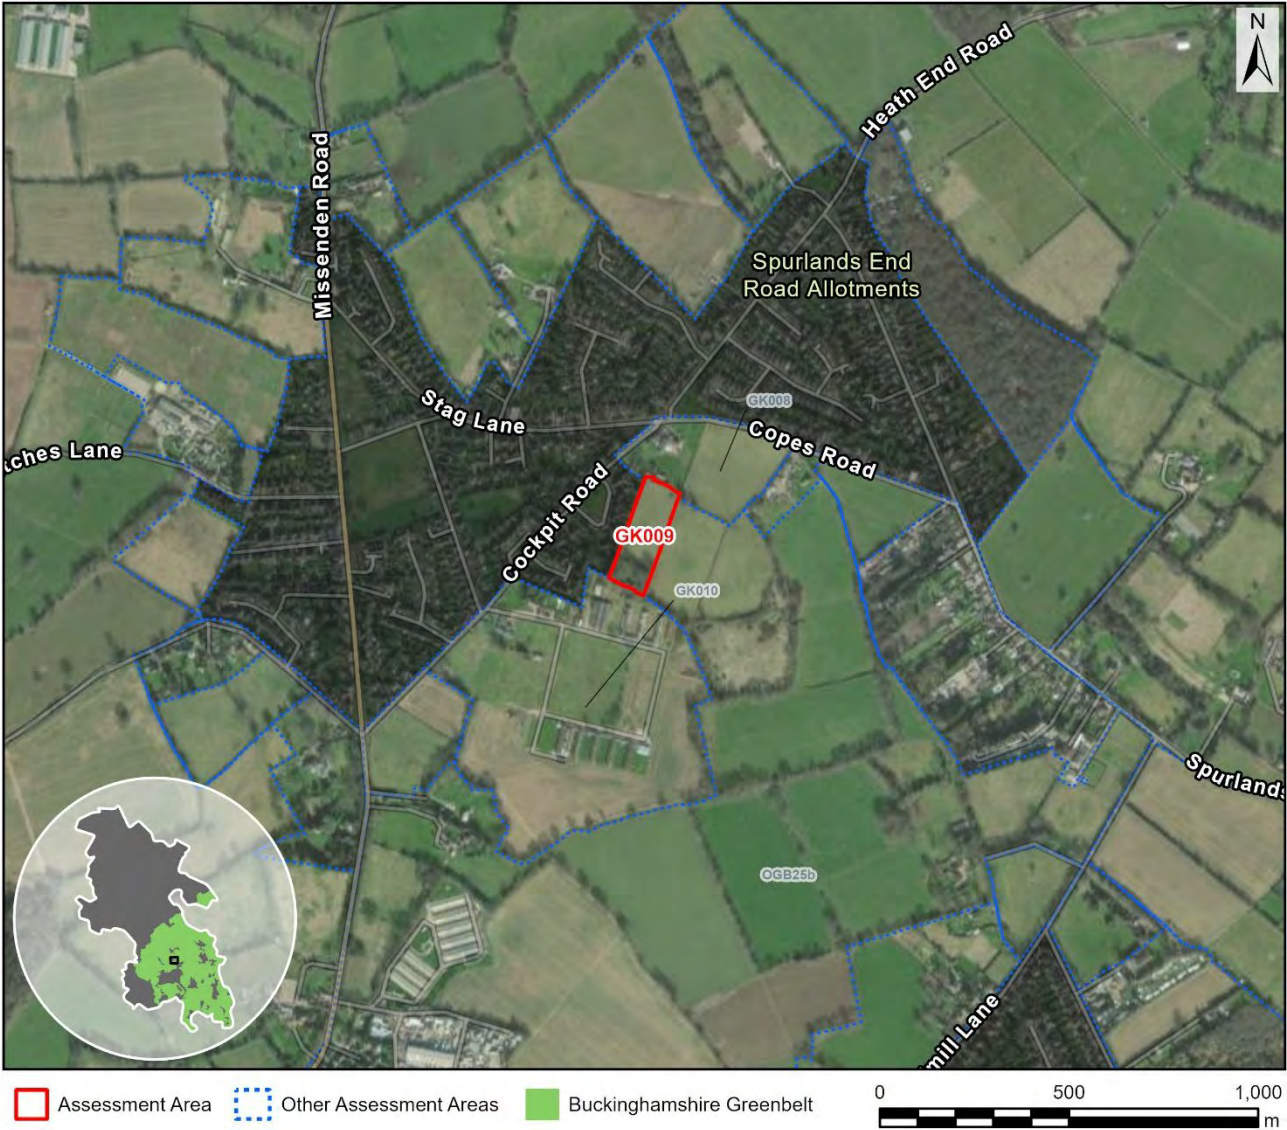 N
Heath End Road
Missenden Road
Spurlands End
Road Allotments
GK008
Stag Lane
Copes Road
tches Lane
Cockpit Road
GK009
GK010
Spurlands
OGB25b
mill Lane
Assessment Area
Other Assessment Areas
Buckinghamshire Greenbelt
0 500 1,000
m